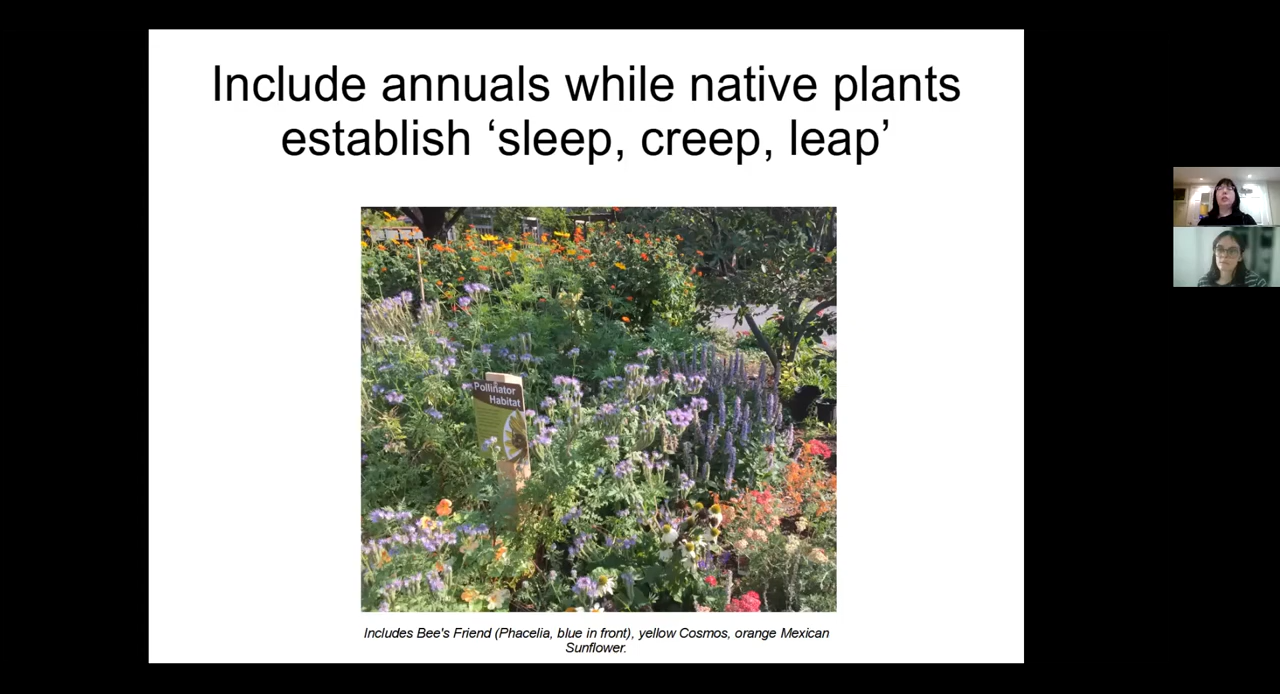 Include annuals while native plants
establish ‘sleep, creep, leap’
Pollinator
Habitat
Includes Bee's Friend (Phacelia, blue in front), yellow Cosmos, orange Mexican
Sunflower.